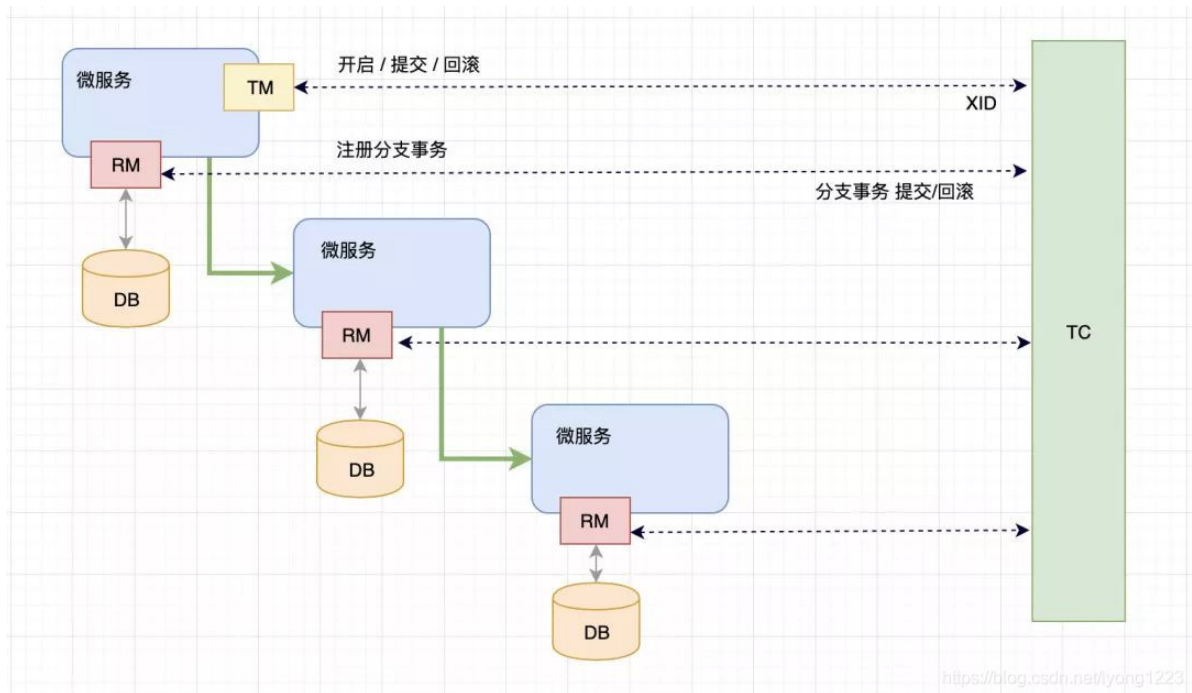 开启 / 提交 / 回滚
微服务
TM
XID
注册分支事务
RM
分支事务 提交/回滚
微服务
DB
RM
TC
微服务
DB
RM
DB
https://blog.csdn.net/lyong1223